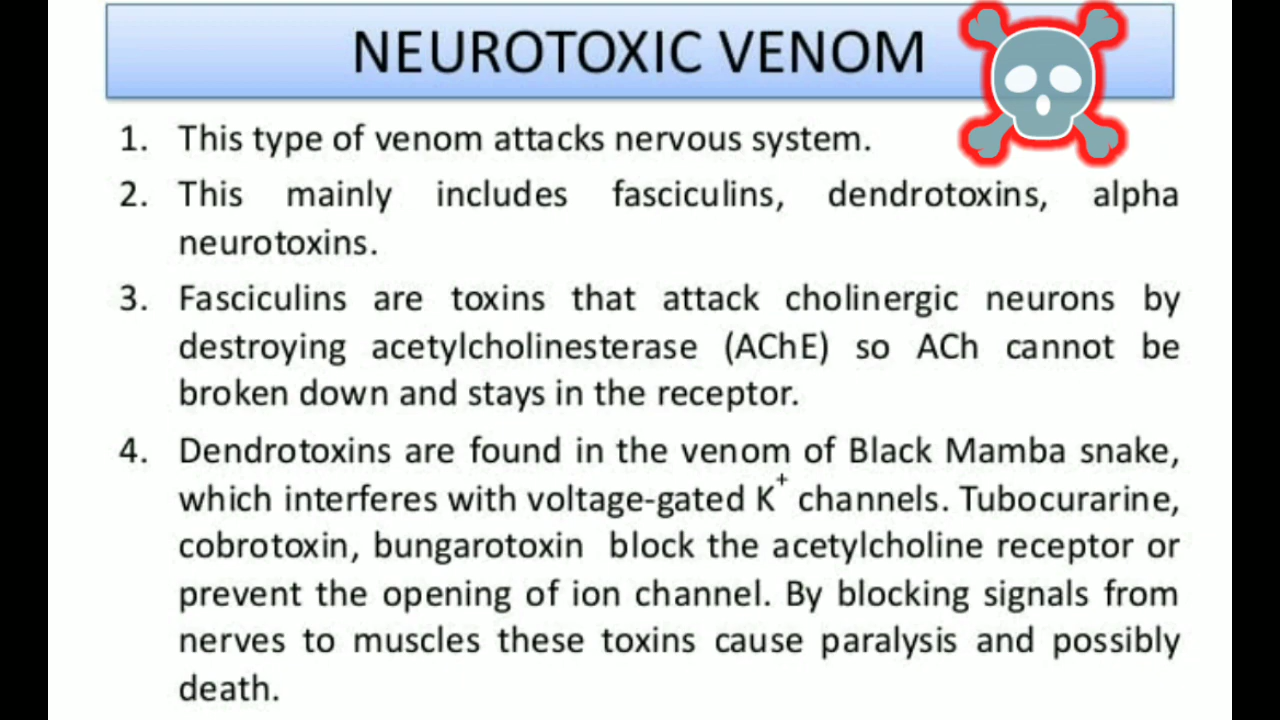 NEUROTOXIC VENOM
1. This type of venom attacks nervous system.
2. This mainly includes fasciculins, dendrotoxins, alpha
neurotoxins.
3. Fasciculins are toxins that attack cholinergic neurons by
destroying acetylcholinesterase (AChE) so ACh cannot be
broken down and stays in the receptor.
4. Dendrotoxins are found in the venom of Black Mamba snake,
which interferes with voltage-gated K⁺ channels. Tubocurarine,
cobrotoxin, bungarotoxin block the acetylcholine receptor or
prevent the opening of ion channel. By blocking signals from
nerves to muscles these toxins cause paralysis and possibly
death.